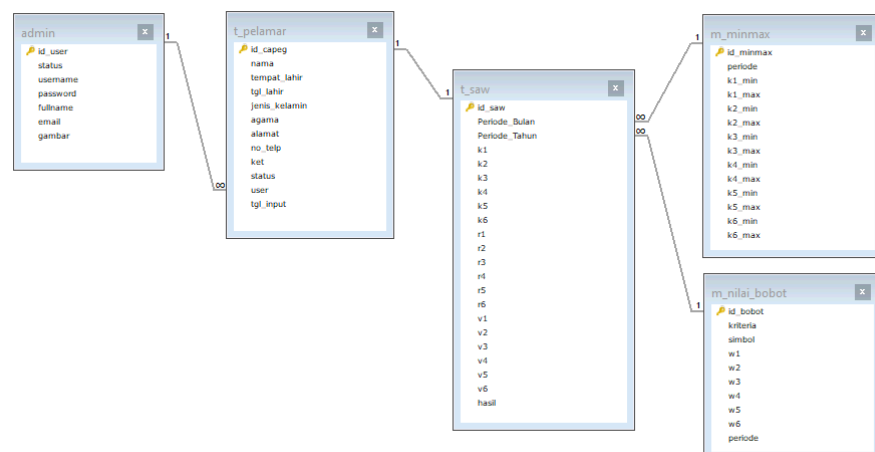 admin
x
id_user
status
username
password
fullname
email
gambar
1
∞
t_pelamar
x
id_capeg
nama
tempat_lahir
tgl_lahir
jenis_kelamin
agama
alamat
no_telp
ket
status
user
tgl_input
1
1
t_saw
x
id_saw
Periode_Bulan
Periode_Tahun
k1
k2
k3
k4
k5
k6
r1
r2
r3
r4
r5
r6
v1
v2
v3
v4
v5
v6
hasil
∞
∞
1
m_minmax
x
id_minmax
periode
k1_min
k1_max
k2_min
k2_max
k3_min
k3_max
k4_min
k4_max
k5_min
k5_max
k6_min
k6_max
1
m_nilai_bobot
x
id_bobot
kriteria
simbol
w1
w2
w3
w4
w5
w6
periode